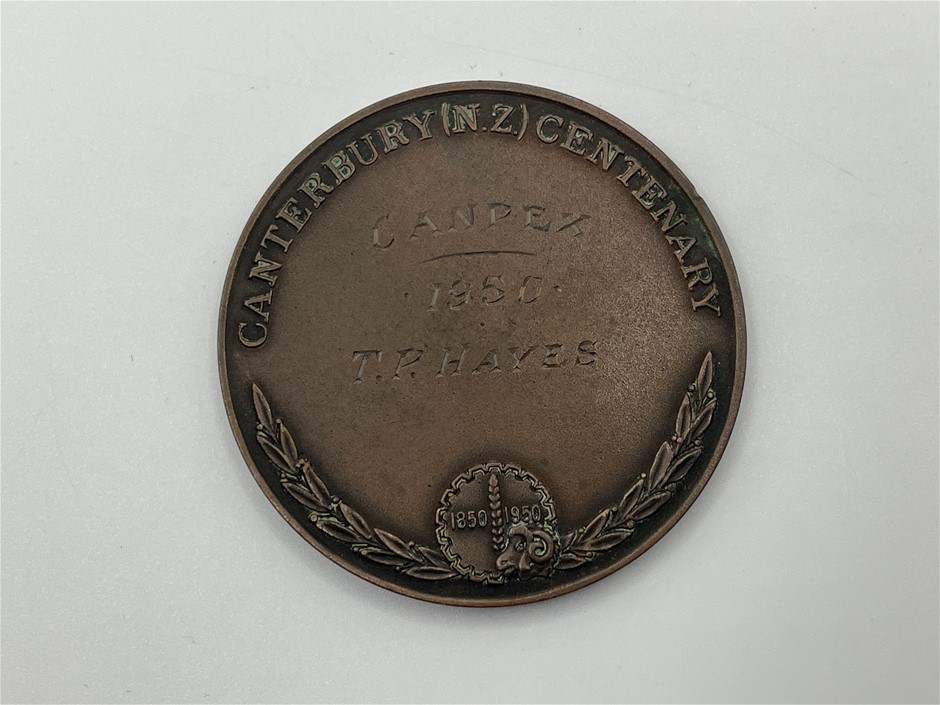 CANTERBURY (N.Z.) CENTENARY
CANPEX
1950
T.P. HAYES
1850 1950